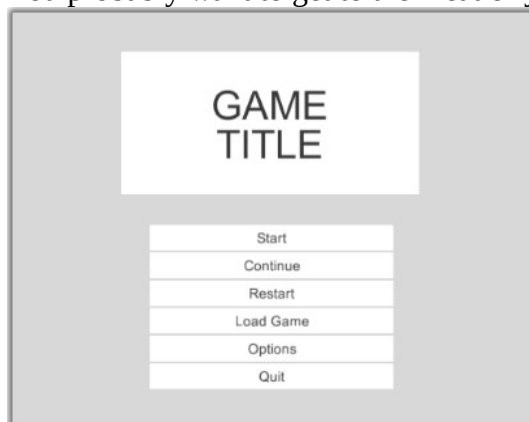 GAME
TITLE
Start
Continue
Restart
Load Game
Options
Quit